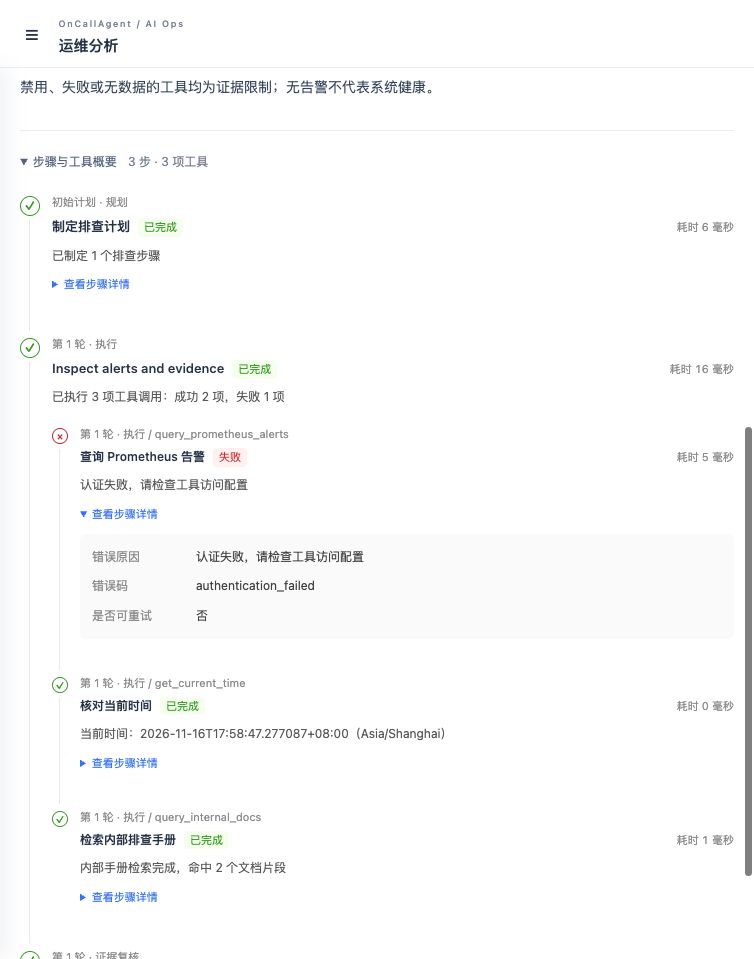 OnCallAgent / AI Ops
运维分析
禁用、失败或无数据的工具均为证据限制；无告警不代表系统健康。
步骤与工具概要 3 步 · 3 项工具
初始计划 · 规划
制定排查计划 已完成 耗时 6 毫秒
已制定 1 个排查步骤
查看步骤详情
第 1 轮 · 执行
Inspect alerts and evidence 已完成 耗时 16 毫秒
已执行 3 项工具调用：成功 2 项，失败 1 项
第 1 轮 · 执行 / query_prometheus_alerts
查询 Prometheus 告警 失败 耗时 5 毫秒
认证失败，请检查工具访问配置
查看步骤详情
错误原因 认证失败，请检查工具访问配置
错误码 authentication_failed
是否可重试 否
第 1 轮 · 执行 / get_current_time
核对当前时间 已完成 耗时 0 毫秒
当前时间：2026-11-16T17:58:47.277087+08:00（Asia/Shanghai）
查看步骤详情
第 1 轮 · 执行 / query_internal_docs
检索内部排查手册 已完成 耗时 1 毫秒
内部手册检索完成，命中 2 个文档片段
查看步骤详情
第 1 轮 · 证据复核